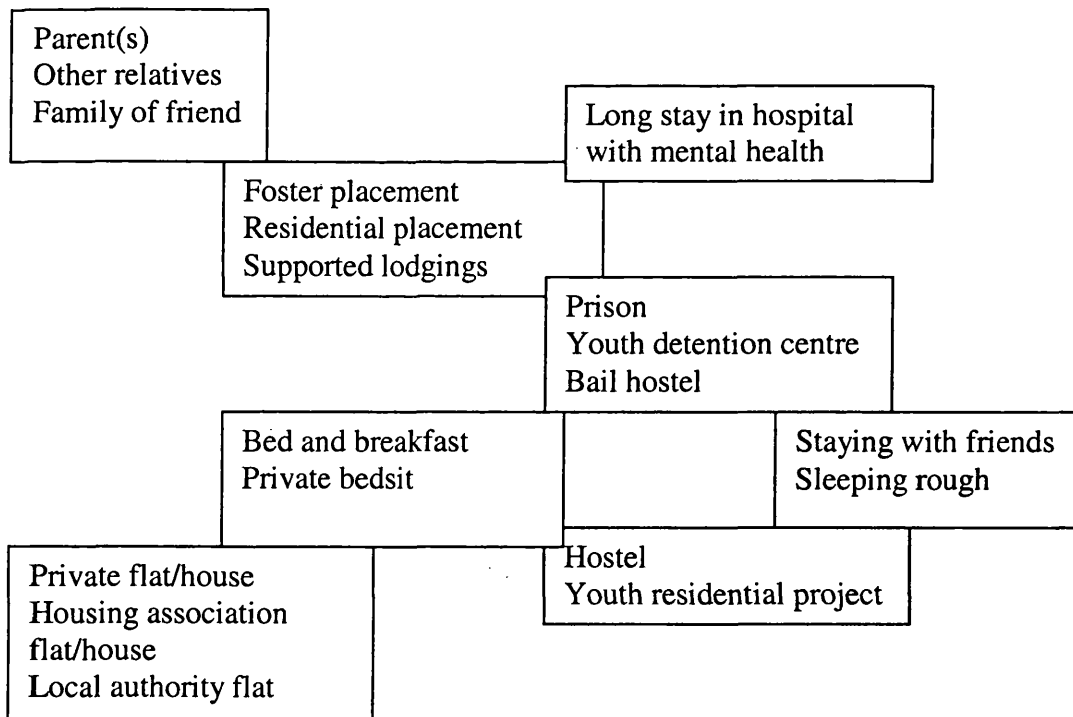 Parent(s)
Other relatives
Family of friend
Long stay in hospital
with mental health
Foster placement
Residential placement
Supported lodgings
Prison
Youth detention centre
Bail hostel
Bed and breakfast
Private bedsit
Staying with friends
Sleeping rough
Hostel
Youth residential project
Private flat/house
Housing association
flat/house
Local authority flat